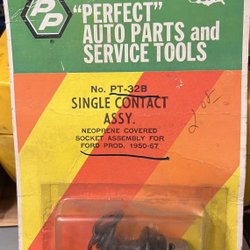 PP
"PERFECT"
AUTO PARTS and
SERVICE TOOLS
No. PT-32B
SINGLE CONTACT
ASSY.
NEOPRENE COVERED
SOCKET ASSEMBLY FOR
FORD PROD. 1950-67